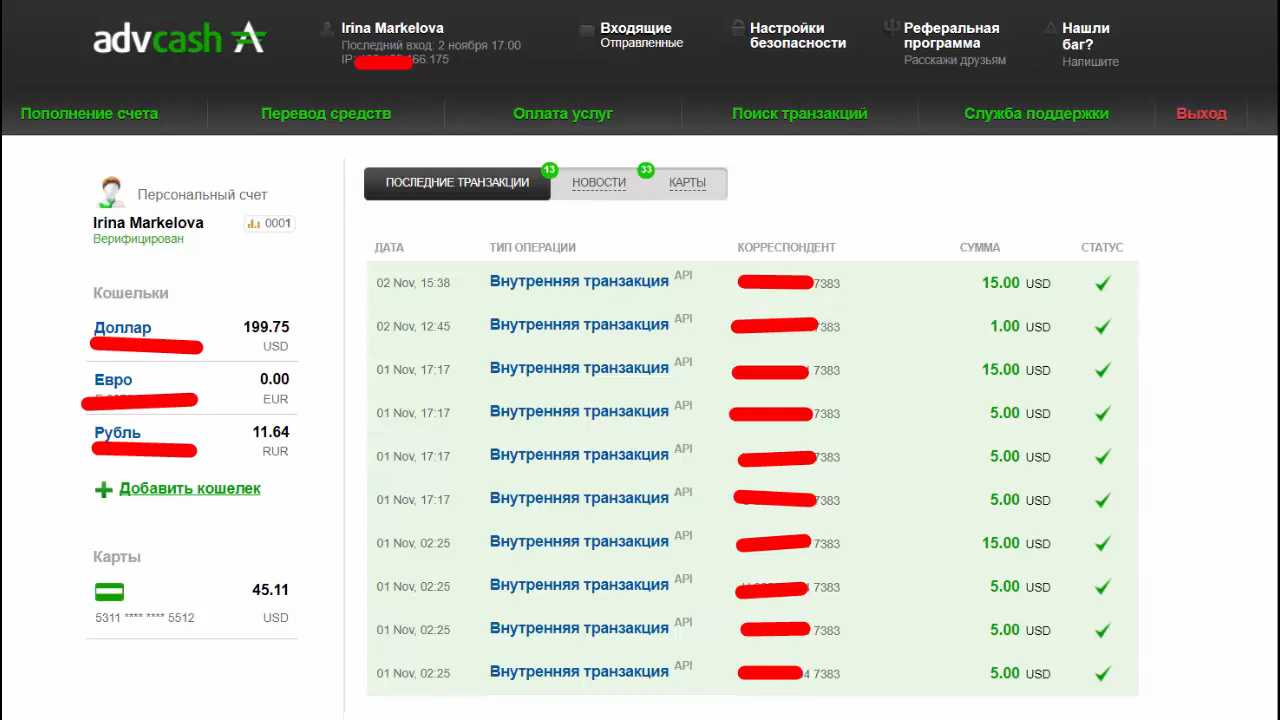 advcash
Irina Markelova
Последний вход: 2 ноября 17:00
IP: 66.175
Входящие
Отправленные
Настройки
безопасности
Реферальная
программа
Расскажи друзьям
Нашли
баг?
Напишите
Пополнение счета
Перевод средств
Оплата услуг
Поиск транзакций
Служба поддержки
Выход
Персональный счет
Irina Markelova
0001
Верифицирован
Кошельки
Доллар 199.75
USD
Евро 0.00
EUR
Рубль 11.64
RUR
Добавить кошелек
Карты
45.11
5311 **** **** 5512 USD
ПОСЛЕДНИЕ ТРАНЗАКЦИИ 13 НОВОСТИ 33 КАРТЫ
ДАТА ТИП ОПЕРАЦИИ КОРРЕСПОНДЕНТ СУММА СТАТУС
02 Nov, 15:38 Внутренняя транзакция API 7383 15.00 USD
02 Nov, 12:45 Внутренняя транзакция API 7383 1.00 USD
01 Nov, 17:17 Внутренняя транзакция API 7383 15.00 USD
01 Nov, 17:17 Внутренняя транзакция API 7383 5.00 USD
01 Nov, 17:17 Внутренняя транзакция API 7383 5.00 USD
01 Nov, 17:17 Внутренняя транзакция API 7383 5.00 USD
01 Nov, 02:25 Внутренняя транзакция API 7383 15.00 USD
01 Nov, 02:25 Внутренняя транзакция API 7383 5.00 USD
01 Nov, 02:25 Внутренняя транзакция API 7383 5.00 USD
01 Nov, 02:25 Внутренняя транзакция API 4 7383 5.00 USD